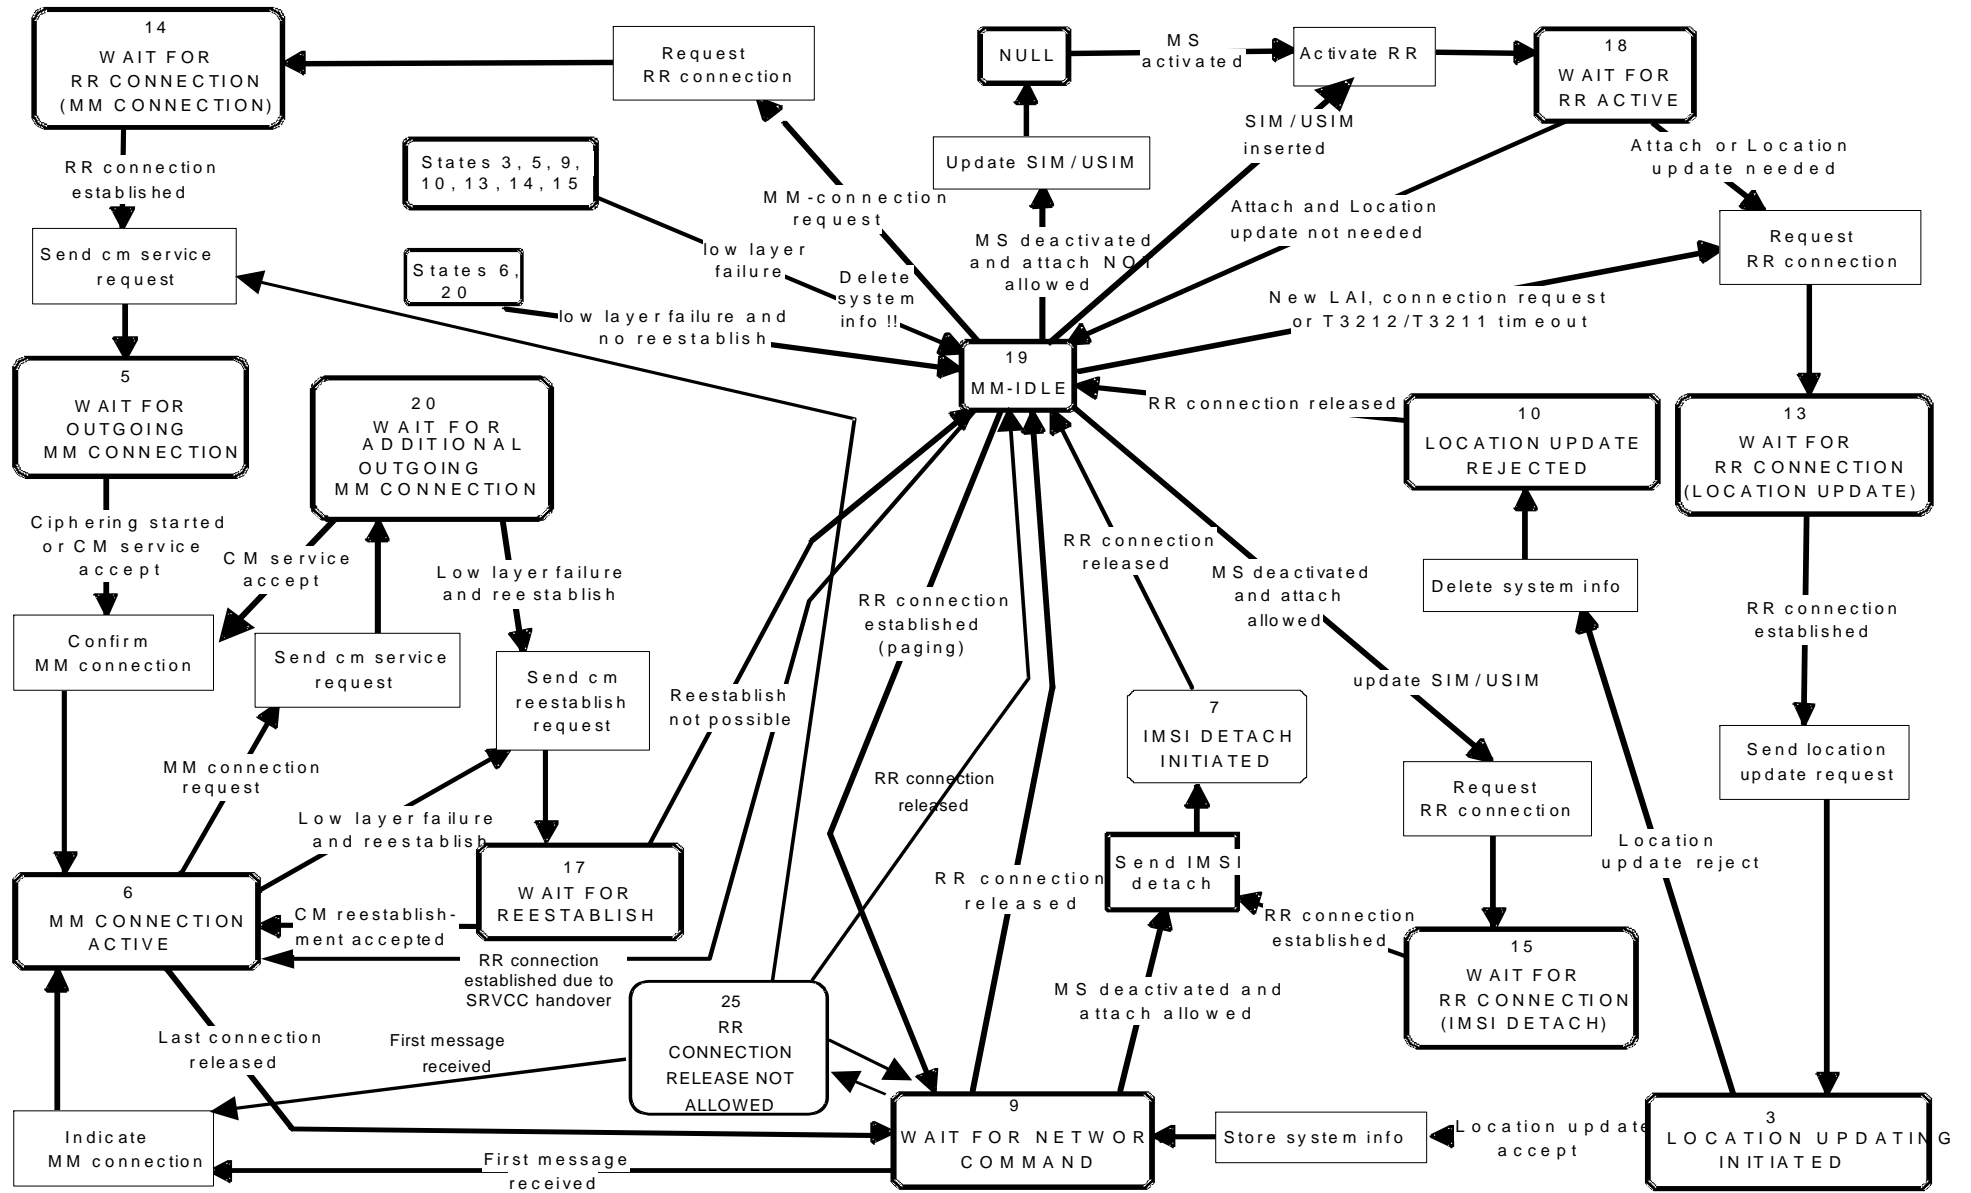 14
WAIT FOR
RR CONNECTION
(MM CONNECTION)
Request
RR connection
NULL
MS
activated
Activate RR
18
WAIT FOR
RR ACTIVE
RR connection
established
States 3, 5, 9,
10, 13, 14, 15
Update SIM/USIM
SIM/USIM
inserted
Attach or Location
update needed
MM-connection
request
Attach and Location
update not needed
Send cm service
request
States 6,
20
low layer
failure
Delete
system
info !!
MS deactivated
and attach NOT
allowed
Request
RR connection
low layer failure and
no reestablish
New LAI, connection request
or T3212/T3211 timeout
19
MM-IDLE
5
WAIT FOR
OUTGOING
MM CONNECTION
20
WAIT FOR
ADDITIONAL
OUTGOING
MM CONNECTION
RR connection released
10
LOCATION UPDATE
REJECTED
13
WAIT FOR
RR CONNECTION
(LOCATION UPDATE)
Ciphering started
or CM service
accept
CM service
accept
Low layer failure
and reestablish
RR connection
released
MS deactivated
and attach
allowed
Delete system info
RR connection
established
(paging)
RR connection
established
Confirm
MM connection
Send cm service
request
Send cm
reestablish
request
Reestablish
not possible
update SIM/USIM
7
IMSI DETACH
INITIATED
Send location
update request
MM connection
request
RR connection
released
Request
RR connection
Low layer failure
and reestablish
Location
update reject
17
WAIT FOR
REESTABLISH
Send IMSI
detach
RR connection
released
6
MM CONNECTION
ACTIVE
CM reestablish-
ment accepted
RR connection
established
RR connection
established due to
SRVCC handover
15
WAIT FOR
RR CONNECTION
(IMSI DETACH)
25
RR
CONNECTION
RELEASE NOT
ALLOWED
MS deactivated and
attach allowed
Last connection
released
First message
received
9
WAIT FOR NETWOR
COMMAND
Store system info
Location update
accept
3
LOCATION UPDATING
INITIATED
Indicate
MM connection
First message
received